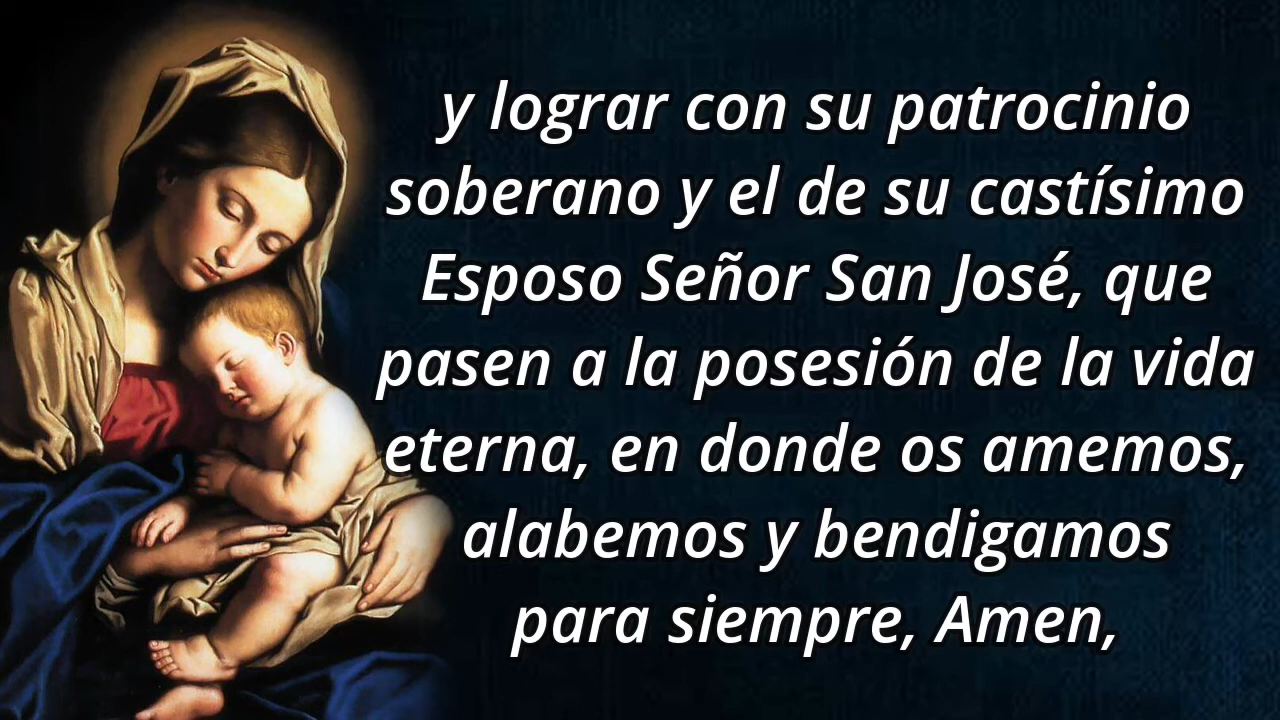 y lograr con su patrocinio
soberano y el de su castísimo
Esposo Señor San José, que
pasen a la posesión de la vida
eterna, en donde os amemos,
alabemos y bendigamos
para siempre, Amen,